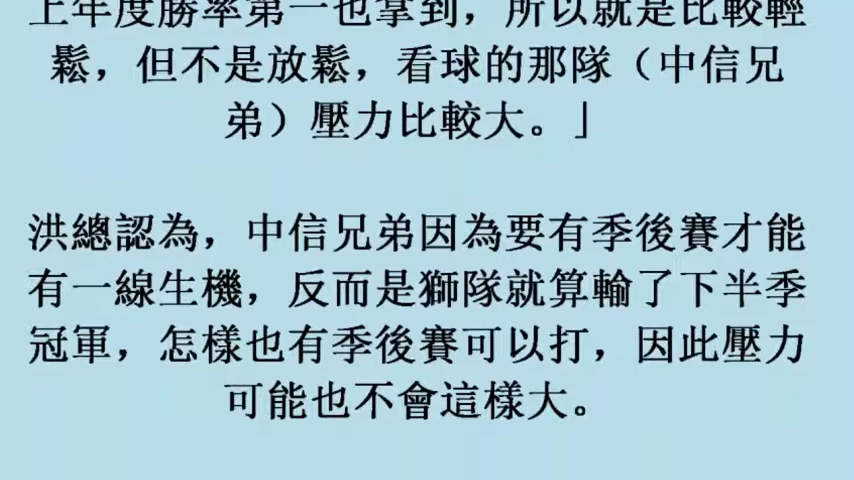 上年度勝率第一也拿到，所以就是比較輕
鬆，但不是放鬆，看球的那隊（中信兄
弟）壓力比較大。」
洪總認為，中信兄弟因為要有季後賽才能
有一線生機，反而是獅隊就算輸了下半季
冠軍，怎樣也有季後賽可以打，因此壓力
可能也不會這樣大。